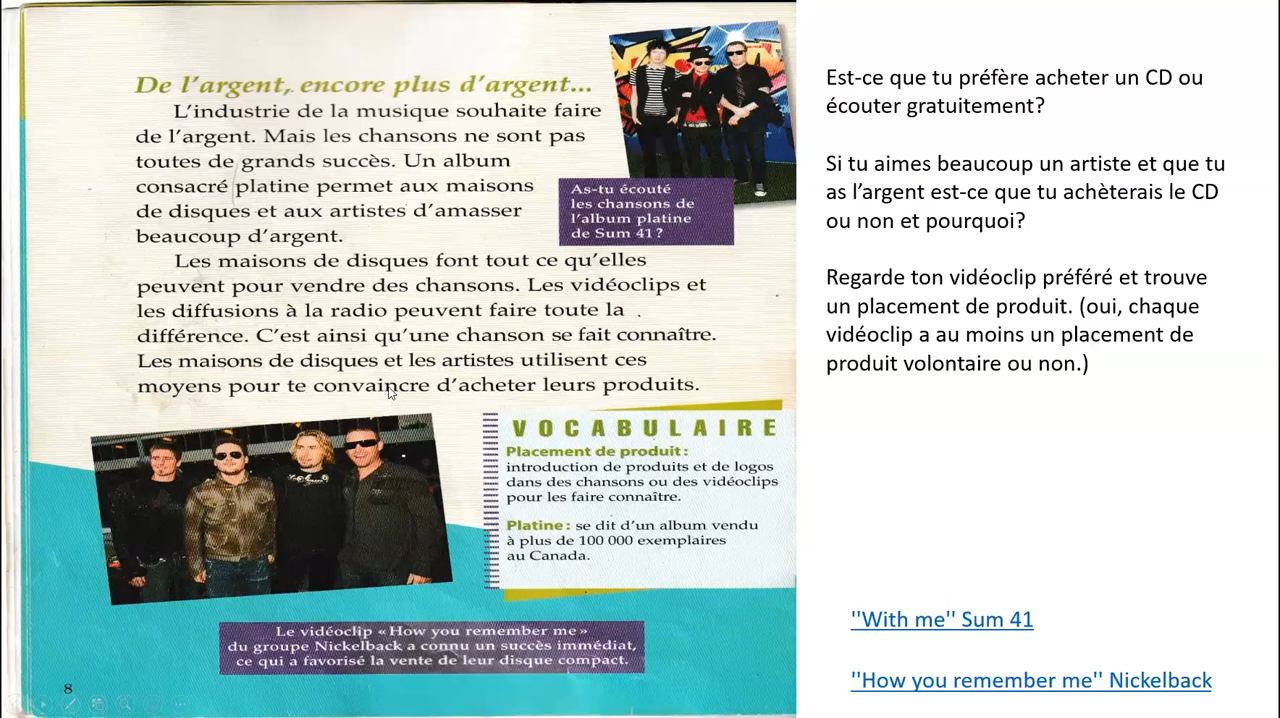 De l'argent, encore plus d'argent...
L'industrie de la musique souhaite faire
de l'argent. Mais les chansons ne sont pas
toutes de grands succès. Un album
consacré platine permet aux maisons
de disques et aux artistes d'amasser
beaucoup d'argent.
Les maisons de disques font tout ce qu'elles
peuvent pour vendre des chansons. Les vidéoclips et
les diffusions à la radio peuvent faire toute la
différence. C'est ainsi qu'une chanson se fait connaître.
Les maisons de disques et les artistes utilisent ces
moyens pour te convaincre d'acheter leurs produits.
As-tu écouté
les chansons de
l'album platine
de Sum 41 ?
VOCABULAIRE
Placement de produit :
introduction de produits et de logos
dans des chansons ou des vidéoclips
pour les faire connaître.
Platine : se dit d'un album vendu
à plus de 100 000 exemplaires
au Canada.
Le vidéoclip « How you remember me »
du groupe Nickelback a connu un succès immédiat,
ce qui a favorisé la vente de leur disque compact.
8
Est-ce que tu préfère acheter un CD ou
écouter gratuitement?
Si tu aimes beaucoup un artiste et que tu
as l'argent est-ce que tu achèterais le CD
ou non et pourquoi?
Regarde ton vidéoclip préféré et trouve
un placement de produit. (oui, chaque
vidéoclip a au moins un placement de
produit volontaire ou non.)
''With me'' Sum 41
''How you remember me'' Nickelback